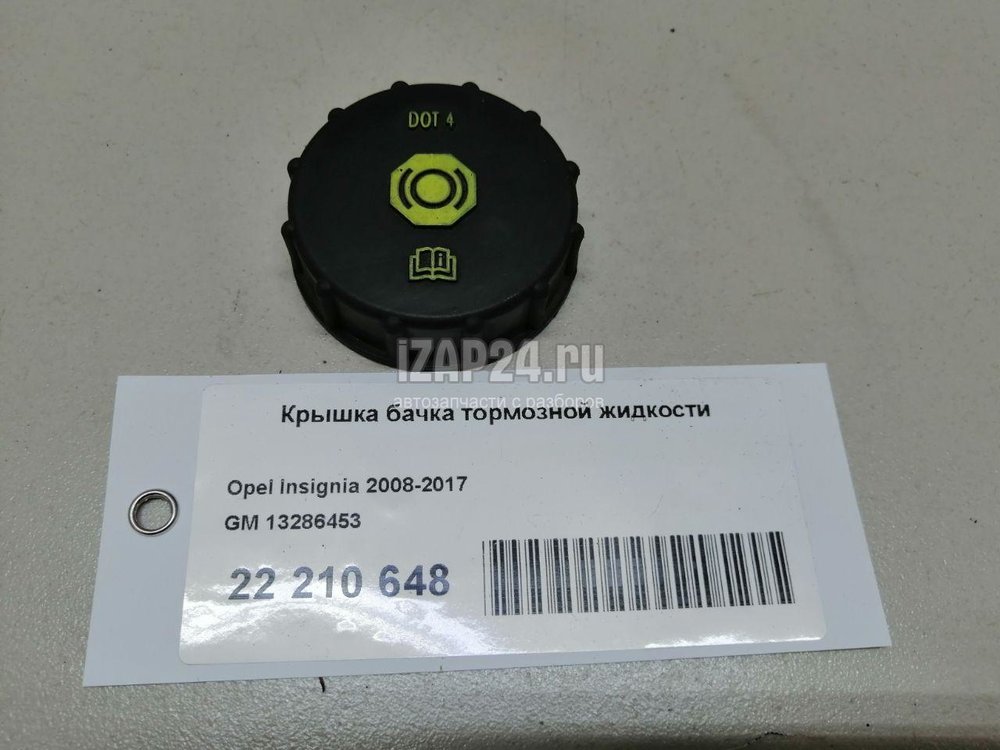 DOT 4
i
iZAP24.ru
автозапчасти с разборов
Крышка бачка тормозной жидкости
Opel Insignia 2008-2017
GM 13286453
22 210 648